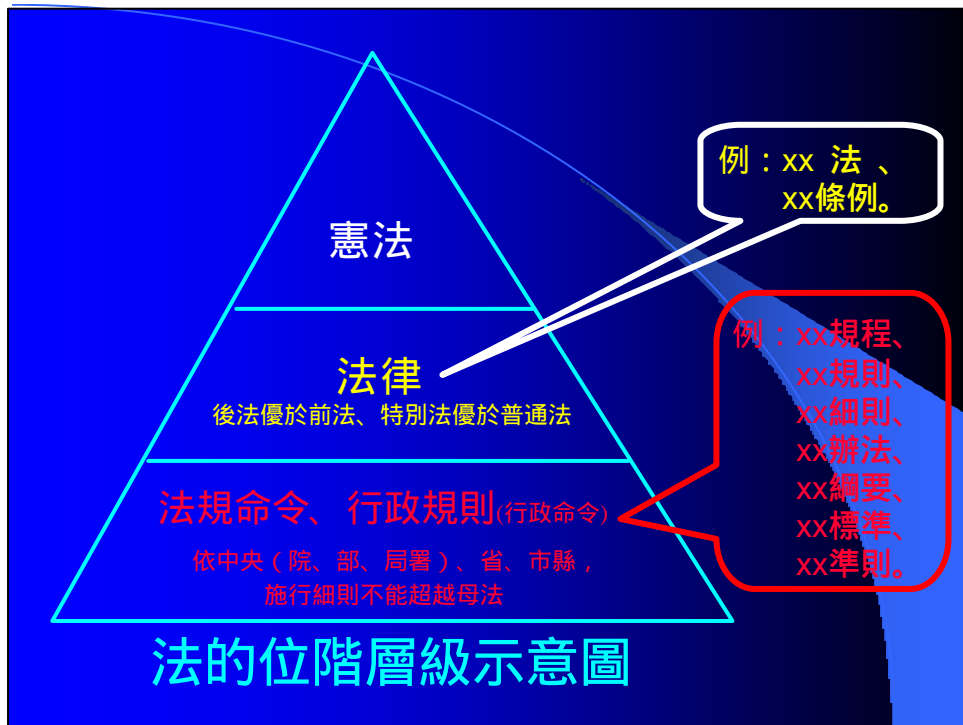 例：xx 法 、
xx條例。
憲法
法律
後法優於前法、特別法優於普通法
例：xx規程、
xx規則、
xx細則、
xx辦法、
xx綱要、
xx標準、
xx準則。
法規命令、行政規則(行政命令)
依中央（院、部、局署）、省、市縣，
施行細則不能超越母法
法的位階層級示意圖